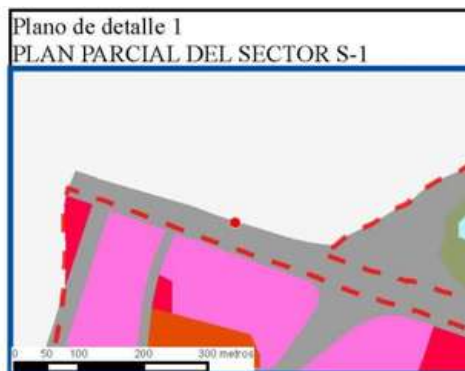 Plano de detalle 1
PLAN PARCIAL DEL SECTOR S-1
0 50 100 200 300 metros